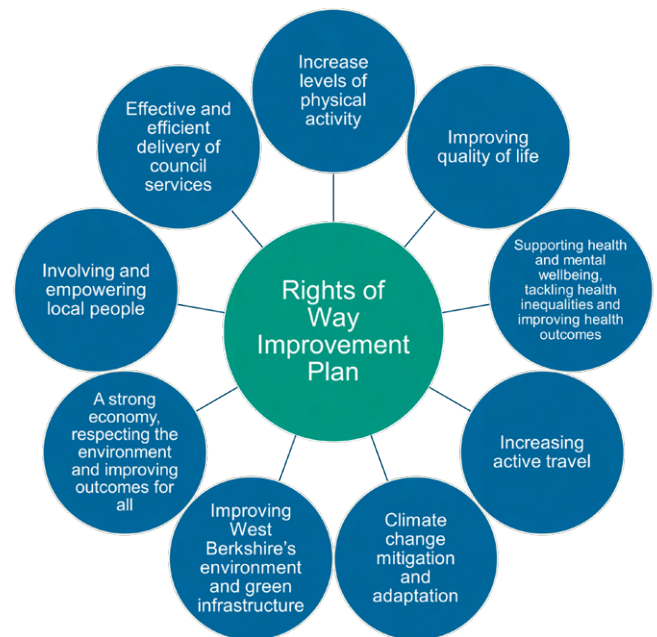 Increase
levels of
physical
activity
Improving
quality of life
Supporting health
and mental
wellbeing,
tackling health
inequalities and
improving health
outcomes
Increasing
active travel
Climate
change
mitigation
and
adaptation
Improving
West
Berkshire's
environment
and green
infrastructure
A strong
economy,
respecting the
environment
and improving
outcomes for
all
Involving and
empowering
local people
Effective and
efficient
delivery of
council
services
Rights of
Way
Improvement
Plan